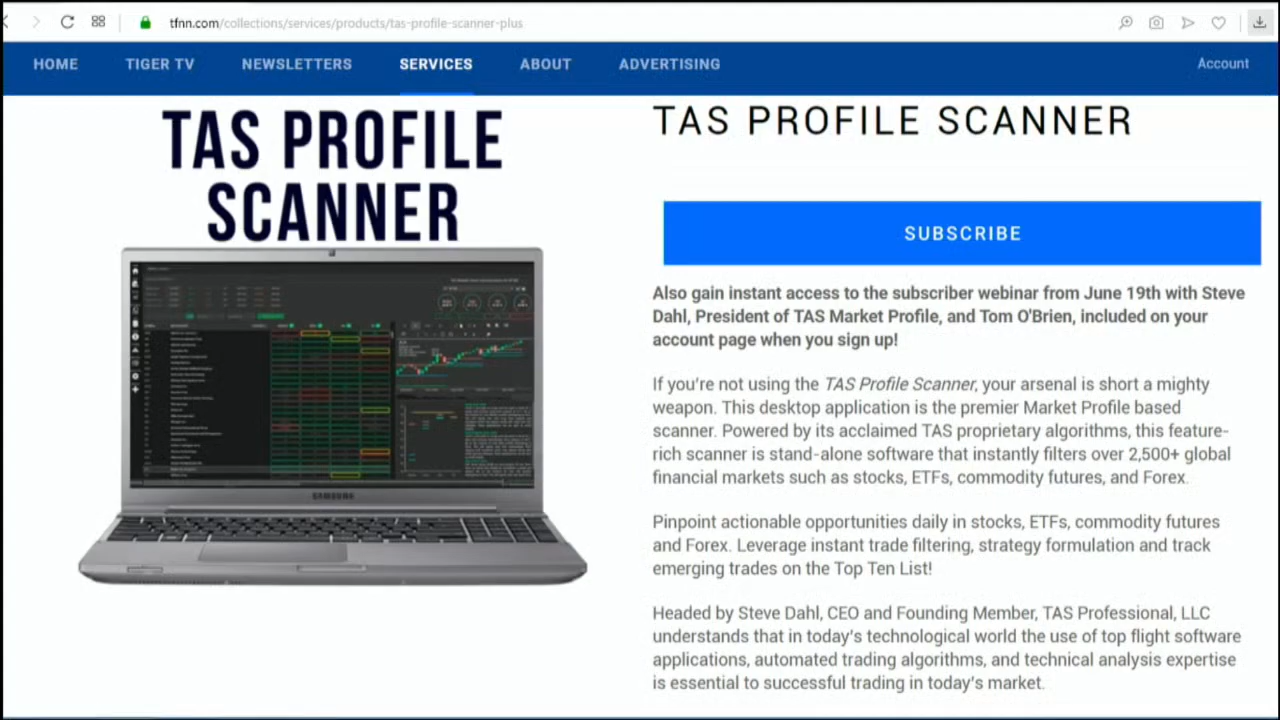 tfnn.com/collections/services/products/tas-profile-scanner-plus
HOME TIGER TV NEWSLETTERS SERVICES ABOUT ADVERTISING Account
TAS PROFILE
SCANNER
SAMSUNG
TAS PROFILE SCANNER
SUBSCRIBE
Also gain instant access to the subscriber webinar from June 19th with Steve
Dahl, President of TAS Market Profile, and Tom O'Brien, included on your
account page when you sign up!
If you're not using the TAS Profile Scanner, your arsenal is short a mighty
weapon. This desktop application is the premier Market Profile based
scanner. Powered by its acclaimed TAS proprietary algorithms, this feature-
rich scanner is stand-alone software that instantly filters over 2,500+ global
financial markets such as stocks, ETFs, commodity futures, and Forex.
Pinpoint actionable opportunities daily in stocks, ETFs, commodity futures
and Forex. Leverage instant trade filtering, strategy formulation and track
emerging trades on the Top Ten List!
Headed by Steve Dahl, CEO and Founding Member, TAS Professional, LLC
understands that in today's technological world the use of top flight software
applications, automated trading algorithms, and technical analysis expertise
is essential to successful trading in today's market.